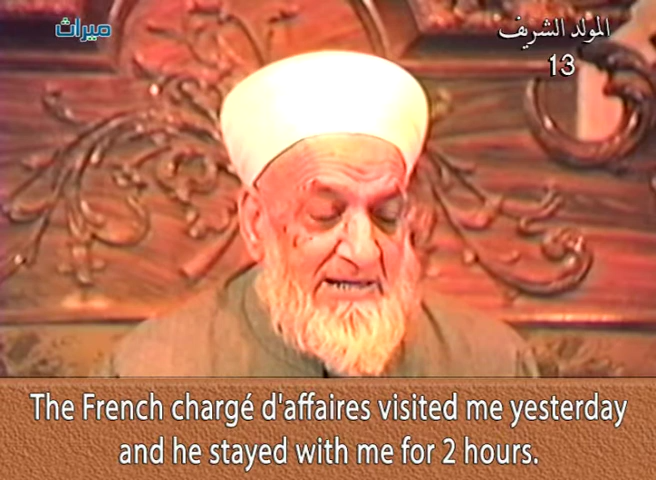 ميراث
المولد الشريف
13
The French chargé d'affaires visited me yesterday
and he stayed with me for 2 hours.